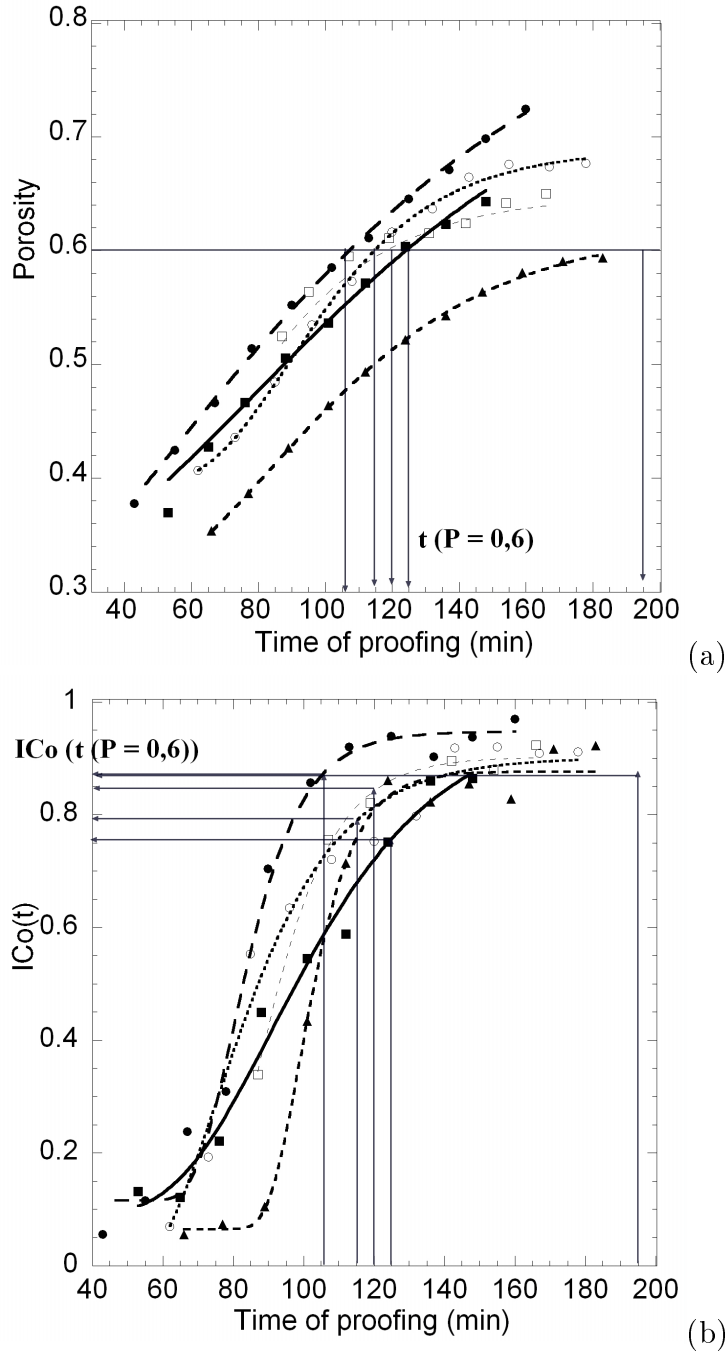 0.8
0.7
0.6
0.5
0.4
0.3
Porosity
t (P = 0,6)
40 60 80 100 120 140 160 180 200
Time of proofing (min)
(a)
1
ICo (t (P = 0,6))
0.8
0.6
0.4
0.2
0
ICo(t)
40 60 80 100 120 140 160 180 200
Time of proofing (min)
(b)